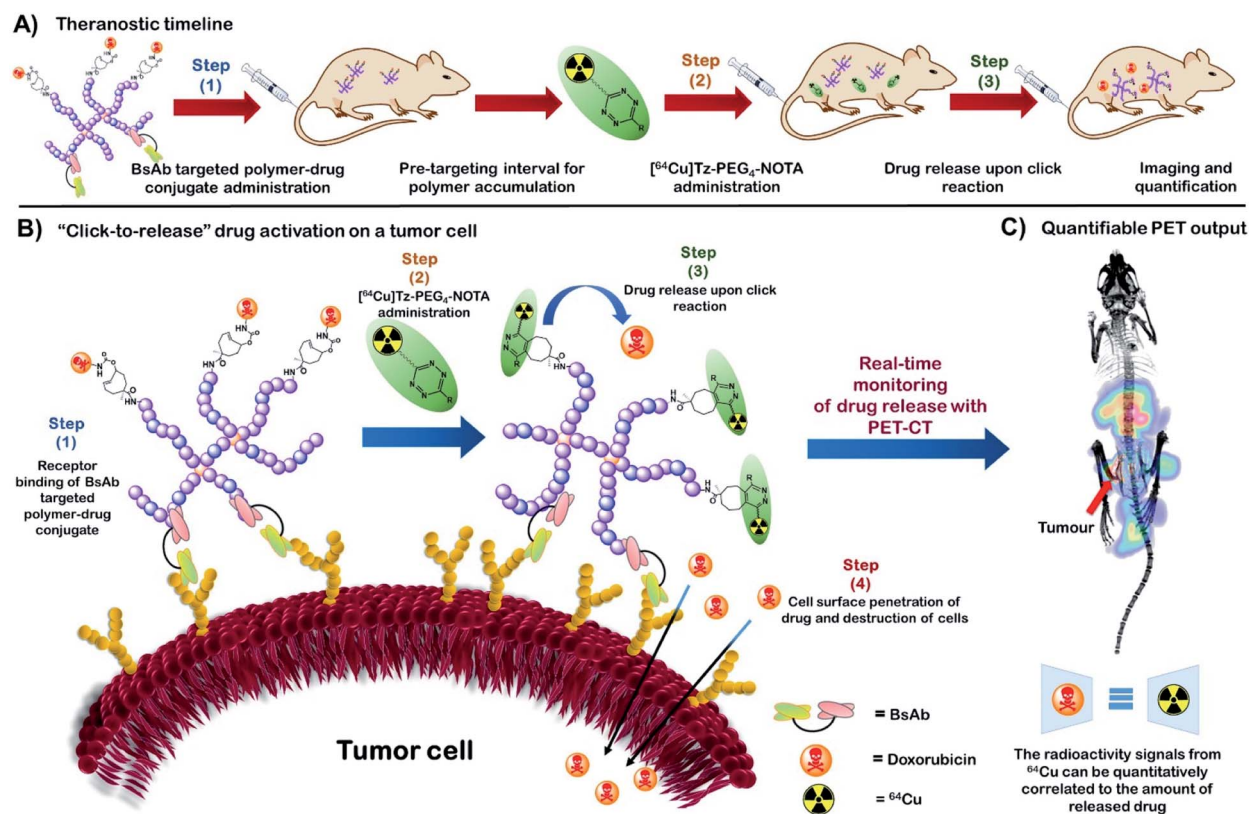 A) Theranostic timeline
Step
(1)
Step
(2)
Step
(3)
R
BsAb targeted polymer-drug
conjugate administration
Pre-targeting interval for
polymer accumulation
[⁶⁴Cu]Tz-PEG₄-NOTA
administration
Drug release upon click
reaction
Imaging and
quantification
B) “Click-to-release” drug activation on a tumor cell
Step
(1)
Receptor
binding of BsAb
targeted
polymer-drug
conjugate
Step
(2)
[⁶⁴Cu]Tz-PEG₄-NOTA
administration
Step
(3)
Drug release upon click
reaction
Real-time
monitoring
of drug release with
PET-CT
Step
(4)
Cell surface penetration of
drug and destruction of cells
Tumor cell
= BsAb
= Doxorubicin
= ⁶⁴Cu
C) Quantifiable PET output
Tumour
The radioactivity signals from
⁶⁴Cu can be quantitatively
correlated to the amount of
released drug